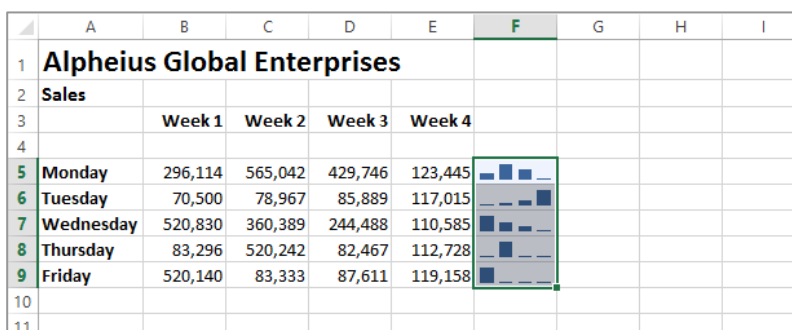 A B C D E F G H I
1 Alpheius Global Enterprises
2 Sales
3 Week 1 Week 2 Week 3 Week 4
4
5 Monday 296,114 565,042 429,746 123,445
6 Tuesday 70,500 78,967 85,889 117,015
7 Wednesday 520,830 360,389 244,488 110,585
8 Thursday 83,296 520,242 82,467 112,728
9 Friday 520,140 83,333 87,611 119,158
10
11